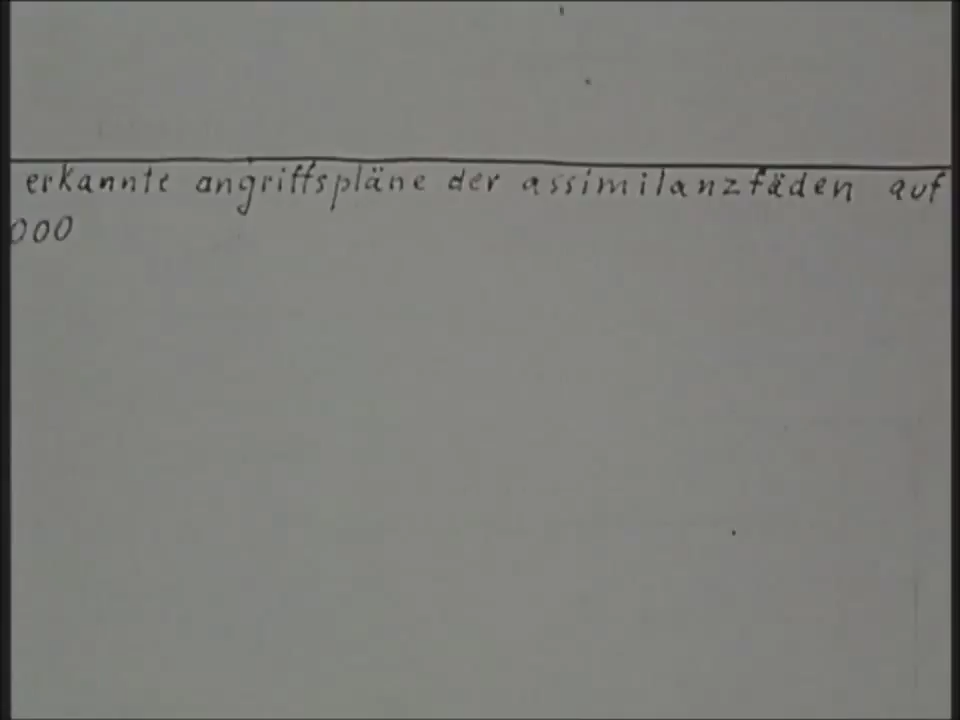 erkannte angriffspläne der assimilanzfäden auf
000